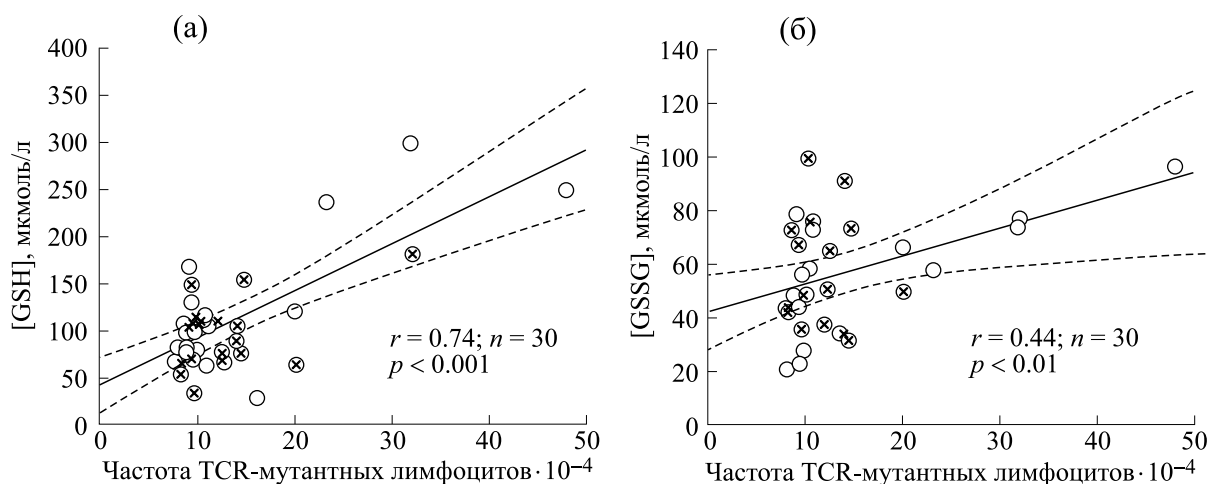 (а)
[GSH], мкмоль/л
400
350
300
250
200
150
100
50
0
r = 0.74; n = 30
p < 0.001
0 10 20 30 40 50
Частота TCR-мутантных лимфоцитов · 10⁻⁴
(б)
[GSSG], мкмоль/л
140
120
100
80
60
40
20
0
r = 0.44; n = 30
p < 0.01
0 10 20 30 40 50
Частота TCR-мутантных лимфоцитов · 10⁻⁴